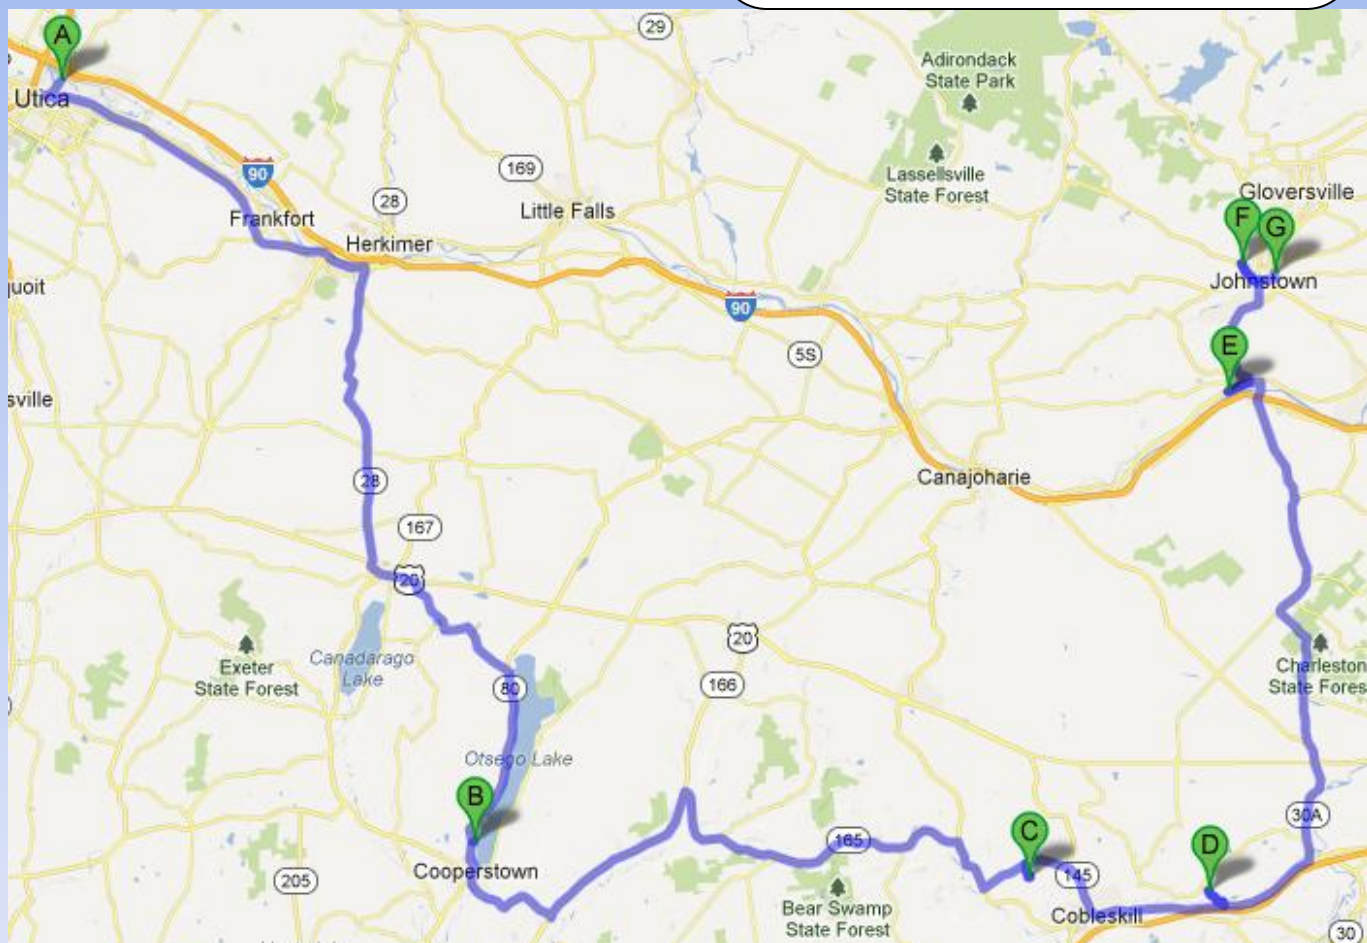 29
A
Adirondack
State Park
Utica
90
169
Lassellsville
State Forest
28
Little Falls
Gloversville
Frankfort
F
G
Herkimer
Johnstown
quoit
90
5S
E
sville
Canajoharie
28
167
20
20
Exeter
State Forest
Canadarago
Lake
80
166
Charleston
State Fores
Otsego Lake
B
30A
C
165
D
Cooperstown
205
145
Bear Swamp
State Forest
Cobleskill
30